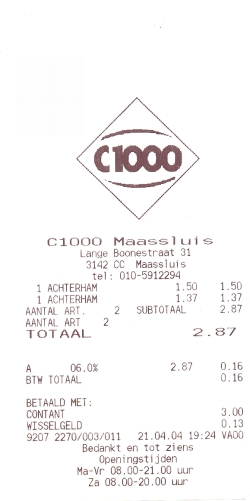 C1000
C1000 Maassluis
Lange Boonestraat 31
3142 CC Maassluis
tel: 010-5912294
1 ACHTERHAM 1.50 1.50
1 ACHTERHAM 1.37 1.37
AANTAL ART. 2 SUBTOTAAL 2.87
AANTAL ART 2
TOTAAL 2.87
A 06,0% 2.87 0.16
BTW TOTAAL 0.16
BETAALD MET:
CONTANT 3.00
WISSELGELD 0.13
9207 2270/003/011 21.04.04 19:24 VA00
Bedankt en tot ziens
Openingstijden
Ma-Vr 08.00-21.00 uur
Za 08.00-20.00 uur